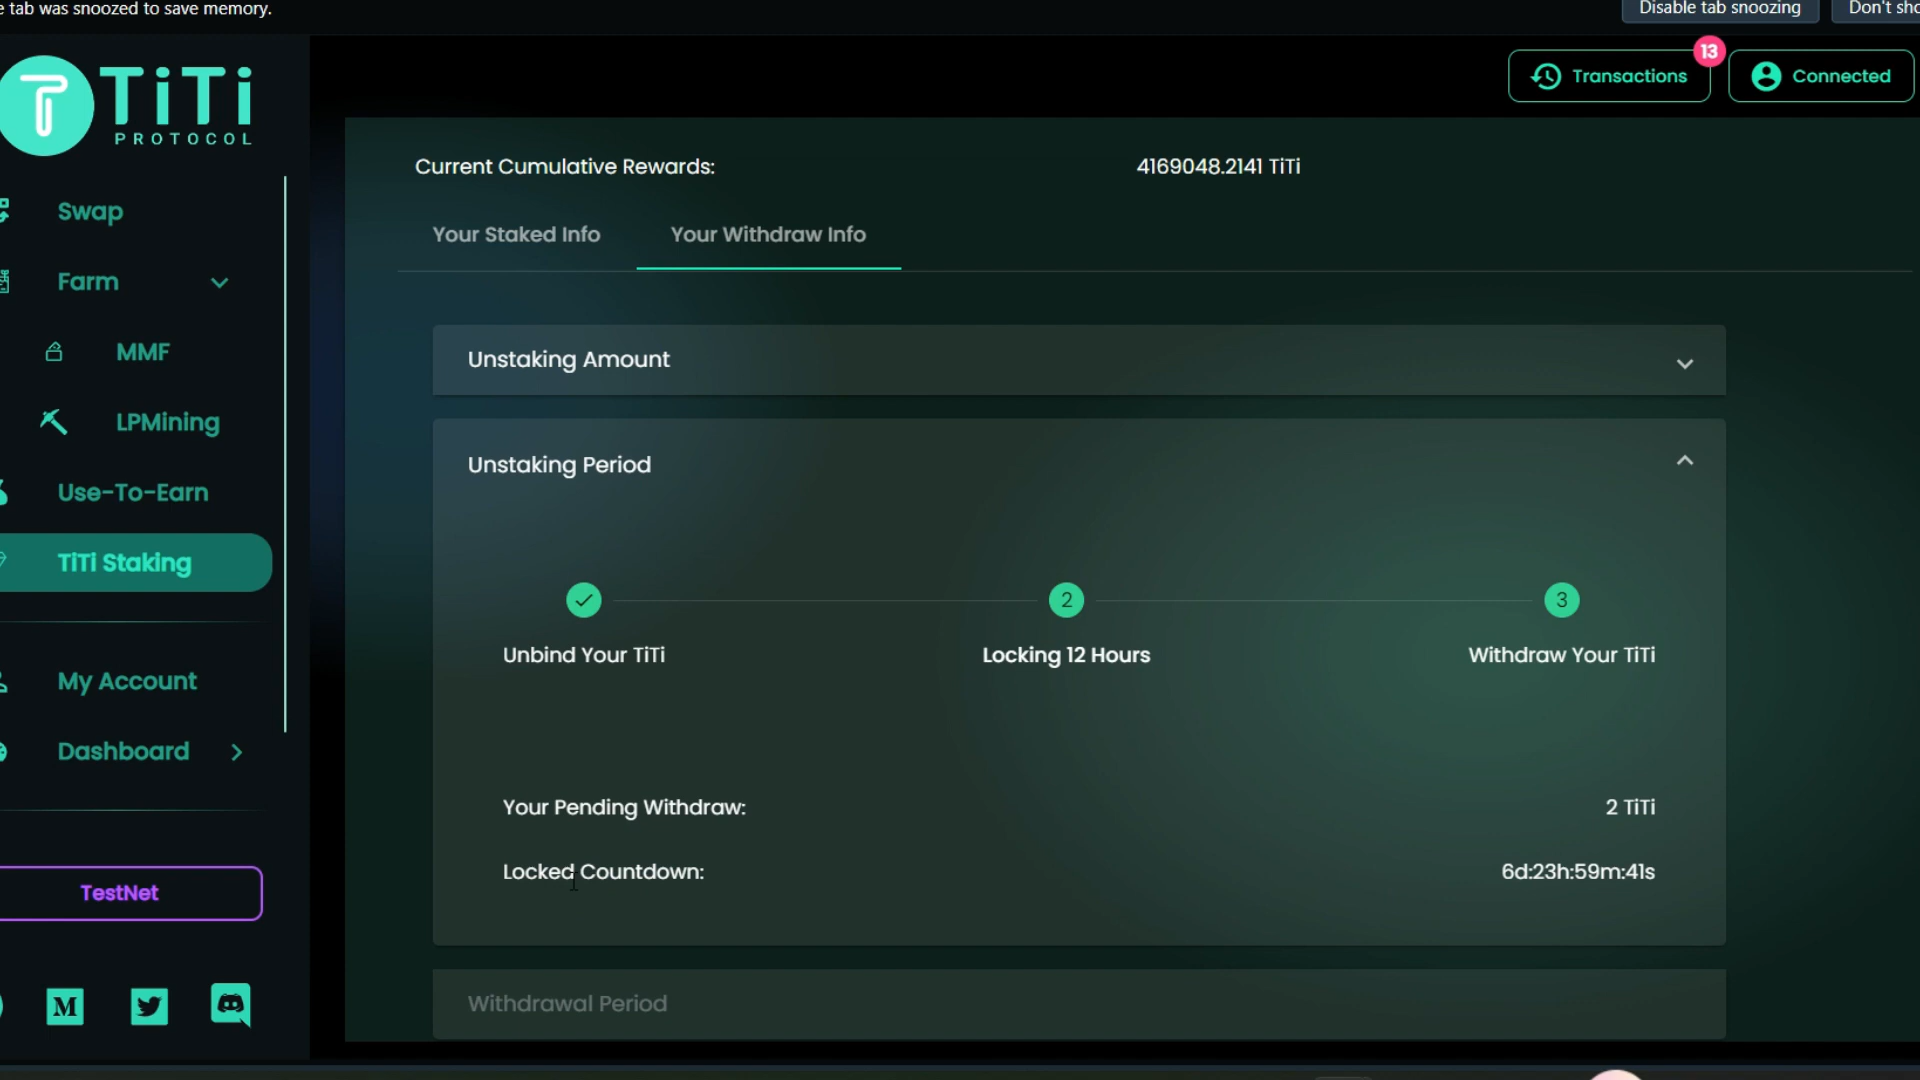 e tab was snoozed to save memory.
Disable tab snoozing
Don't sho
TiTi
PROTOCOL
13
Transactions
Connected
Current Cumulative Rewards:
4169048.2141 TiTi
Your Staked Info
Your Withdraw Info
Swap
Farm
MMF
LPMining
Use-To-Earn
TiTi Staking
My Account
Dashboard
TestNet
M
Unstaking Amount
Unstaking Period
2
3
Unbind Your TiTi
Locking 12 Hours
Withdraw Your TiTi
Your Pending Withdraw:
2 TiTi
Locked Countdown:
6d:23h:59m:41s
Withdrawal Period